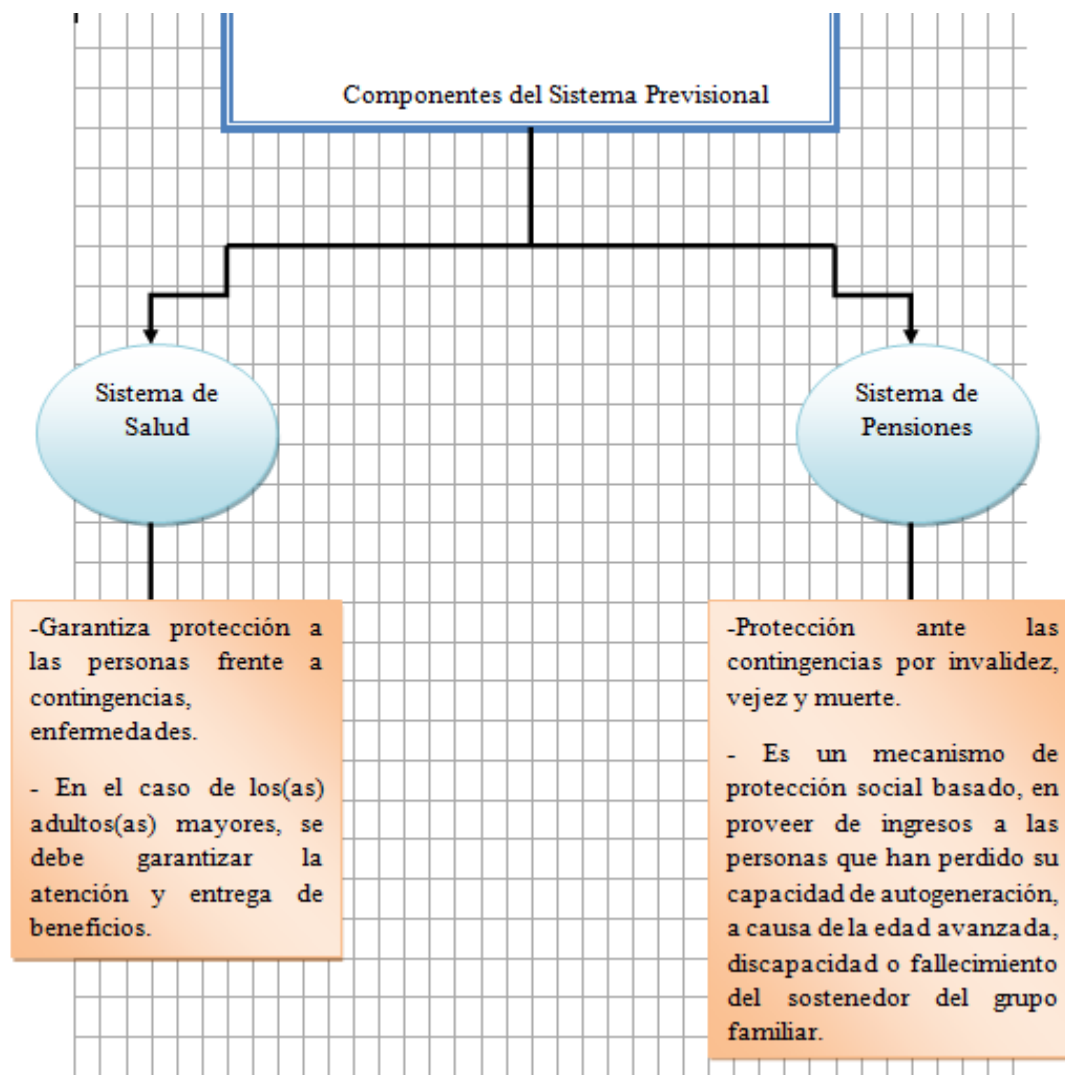 Componentes del Sistema Previsional
Sistema de
Salud
-Garantiza protección a
las personas frente a
contingencias,
enfermedades.
- En el caso de los(as)
adultos(as) mayores, se
debe garantizar la
atención y entrega de
beneficios.
Sistema de
Pensiones
-Protección ante las
contingencias por invalidez,
vejez y muerte.
- Es un mecanismo de
protección social basado, en
proveer de ingresos a las
personas que han perdido su
capacidad de autogeneración,
a causa de la edad avanzada,
discapacidad o fallecimiento
del sostenedor del grupo
familiar.